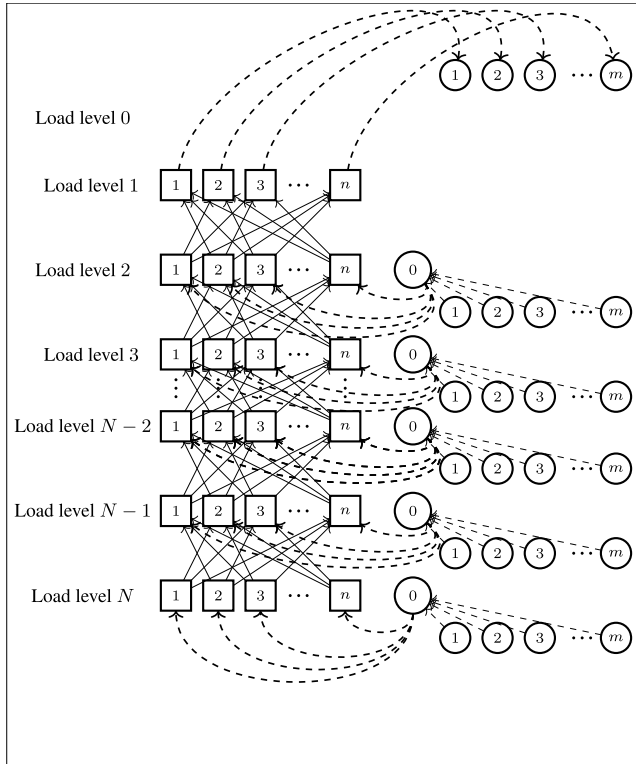 1 2 3 ··· m
Load level 0
Load level 1 1 2 3 ··· n
Load level 2 1 2 3 ··· n 0
1 2 3 ··· m
Load level 3 1 2 3 ··· n 0
1 2 3 ··· m
Load level N − 2 1 2 3 ··· n 0
1 2 3 ··· m
Load level N − 1 1 2 3 ··· n 0
1 2 3 ··· m
Load level N 1 2 3 ··· n 0
1 2 3 ··· m